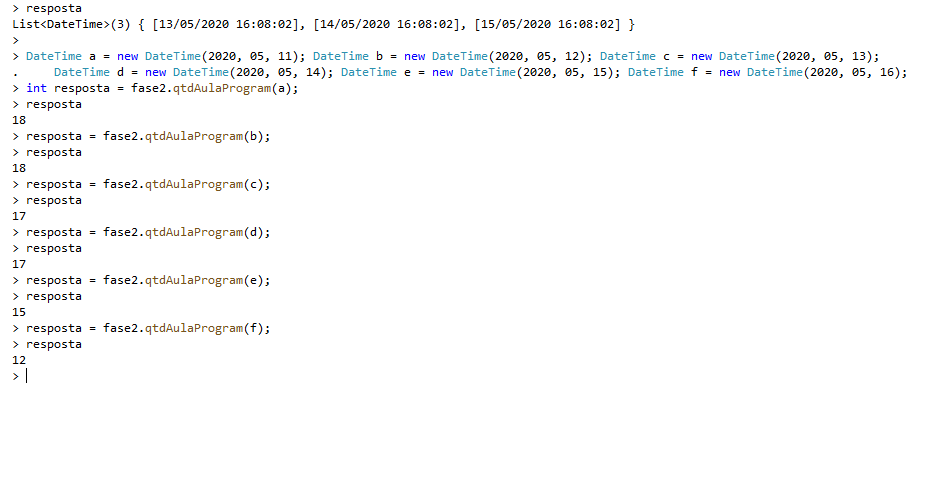 > resposta
List<DateTime>(3) { [13/05/2020 16:08:02], [14/05/2020 16:08:02], [15/05/2020 16:08:02] }
>
> DateTime a = new DateTime(2020, 05, 11); DateTime b = new DateTime(2020, 05, 12); DateTime c = new DateTime(2020, 05, 13);
.     DateTime d = new DateTime(2020, 05, 14); DateTime e = new DateTime(2020, 05, 15); DateTime f = new DateTime(2020, 05, 16);
> int resposta = fase2.qtdAulaProgram(a);
> resposta
18
> resposta = fase2.qtdAulaProgram(b);
> resposta
18
> resposta = fase2.qtdAulaProgram(c);
> resposta
17
> resposta = fase2.qtdAulaProgram(d);
> resposta
17
> resposta = fase2.qtdAulaProgram(e);
> resposta
15
> resposta = fase2.qtdAulaProgram(f);
> resposta
12
>